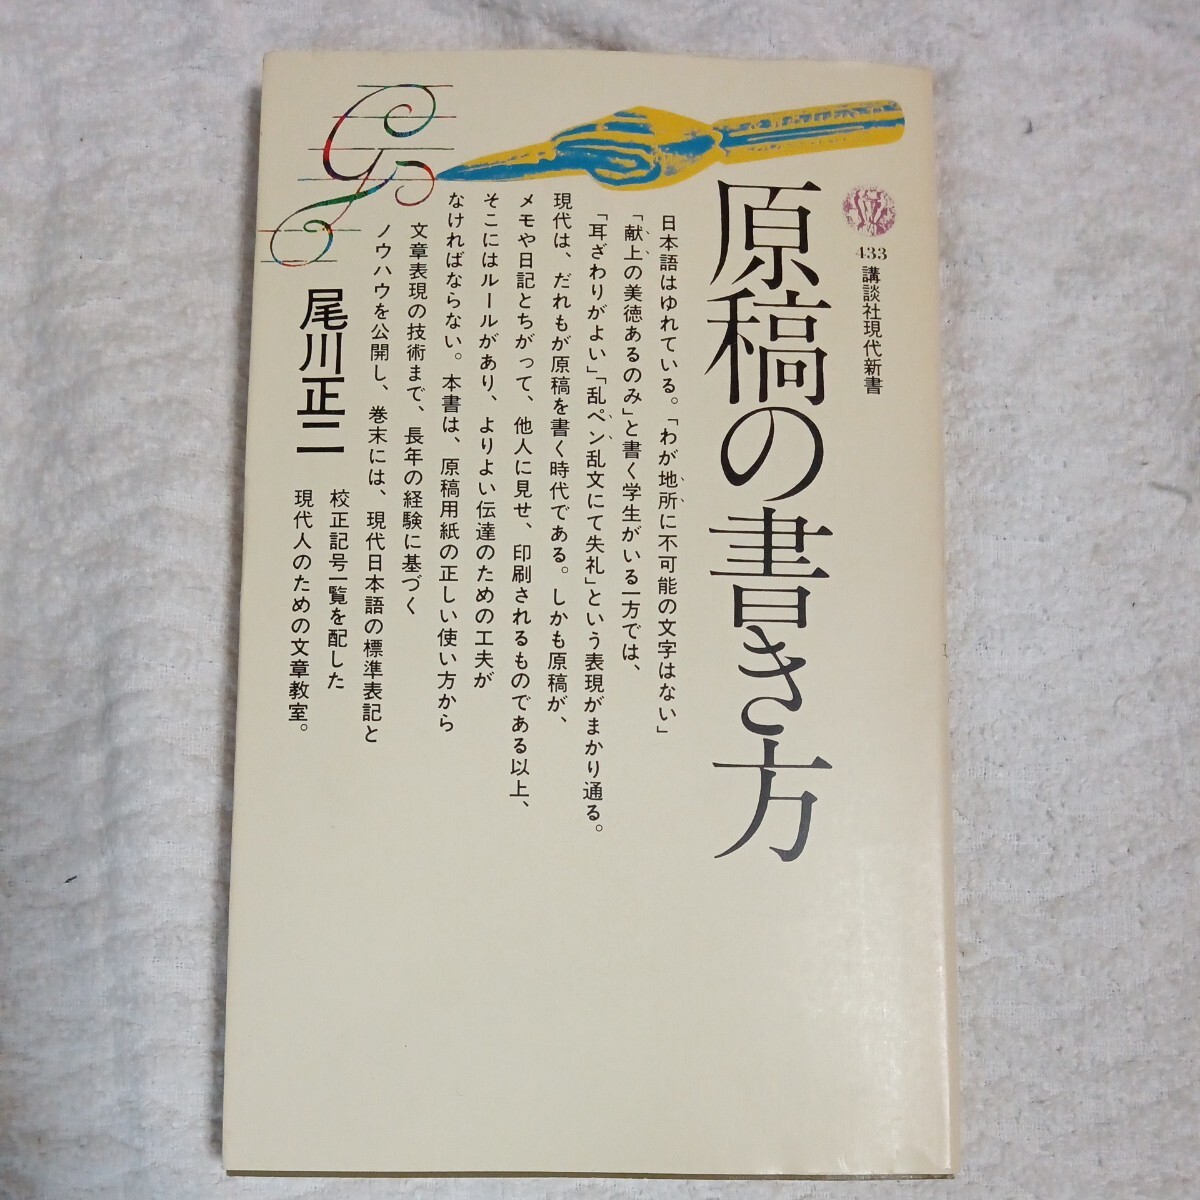 433
講談社現代新書
原稿の書き方
日本語はゆれている。「わが地所に不可能の文字はない」
「献上の美徳あるのみ」と書く学生がいる一方では、
「耳ざわりがよい」「乱ペン乱文にて失礼」という表現がまかり通る。
現代は、だれもが原稿を書く時代である。しかも原稿が、
メモや日記とちがって、他人に見せ、印刷されるものである以上、
そこにはルールがあり、よりよい伝達のための工夫が
なければならない。本書は、原稿用紙の正しい使い方から
文章表現の技術まで、長年の経験に基づく
ノウハウを公開し、巻末には、現代日本語の標準表記と
校正記号一覧を配した
現代人のための文章教室。
尾川正二